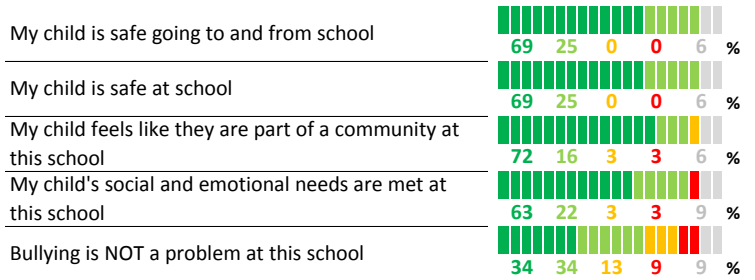 My child is safe going to and from school
69 25 0 0 6 %
My child is safe at school
69 25 0 0 6 %
My child feels like they are part of a community at
this school
72 16 3 3 6 %
My child's social and emotional needs are met at
this school
63 22 3 3 9 %
Bullying is NOT a problem at this school
34 34 13 9 9 %